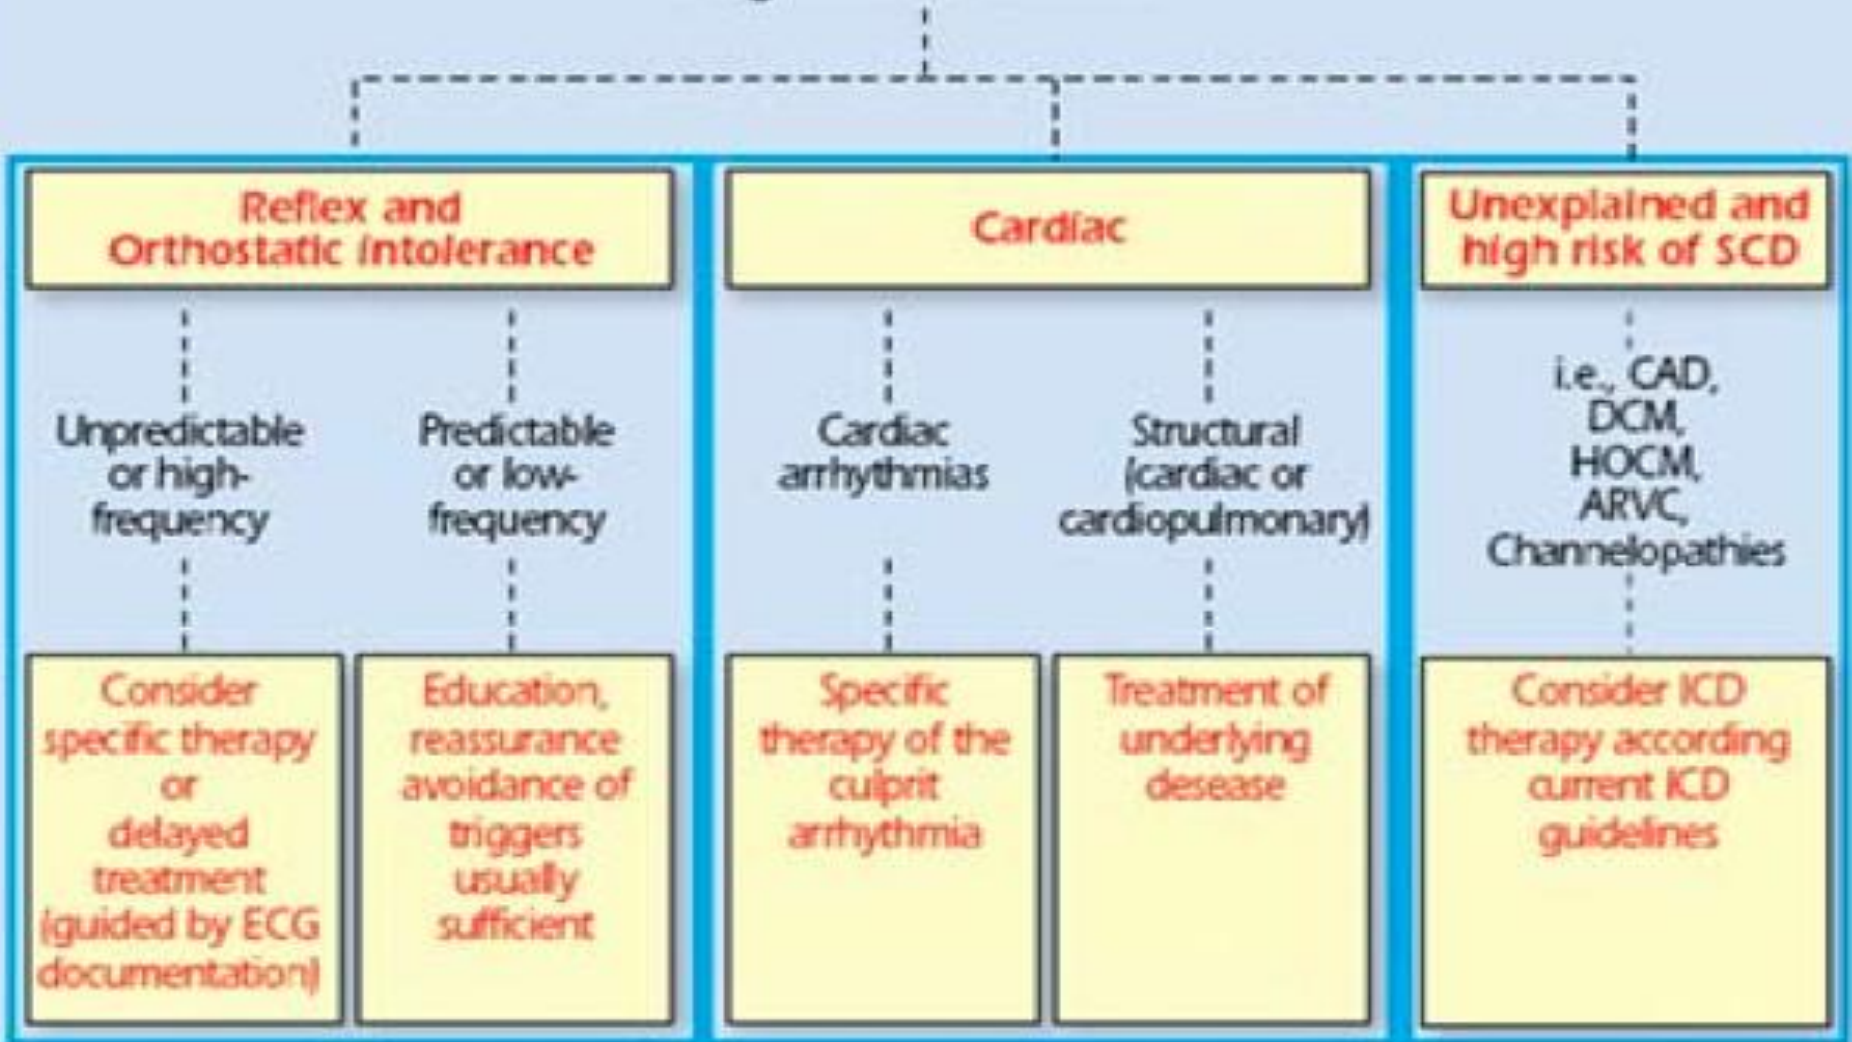 Reflex and
Orthostatic Intolerance
Cardiac
Unexplained and
high risk of SCD
Unpredictable
or high-
frequency
Predictable
or low-
frequency
Cardiac
arrhythmias
Structural
(cardiac or
cardiopulmonary)
i.e., CAD,
DCM,
HOCM,
ARVC,
Channelopathies
Consider
specific therapy
or
delayed
treatment
(guided by ECG
documentation)
Education,
reassurance
avoidance of
triggers
usually
sufficient
Specific
therapy of the
culprit
arrhythmia
Treatment of
underlying
desease
Consider ICD
therapy according
current ICD
guidelines